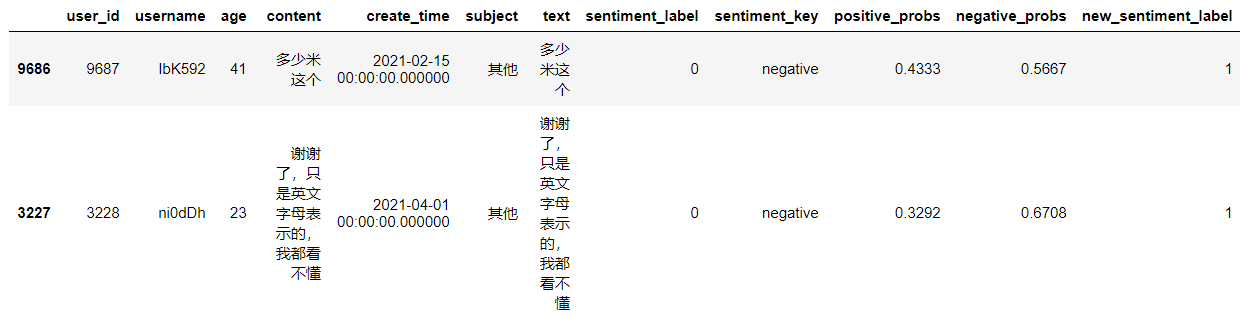 user_id username age content create_time subject text sentiment_label sentiment_key positive_probs negative_probs new_sentiment_label
9686 9687 lbK592 41 多少米这个 2021-02-15 00:00:00.000000 其他 多少米这个 0 negative 0.4333 0.5667 1
3227 3228 ni0dDh 23 谢谢了，只是英文字母表示的，我都看不懂 2021-04-01 00:00:00.000000 其他 谢谢了，只是英文字母表示的，我都看不懂 0 negative 0.3292 0.6708 1